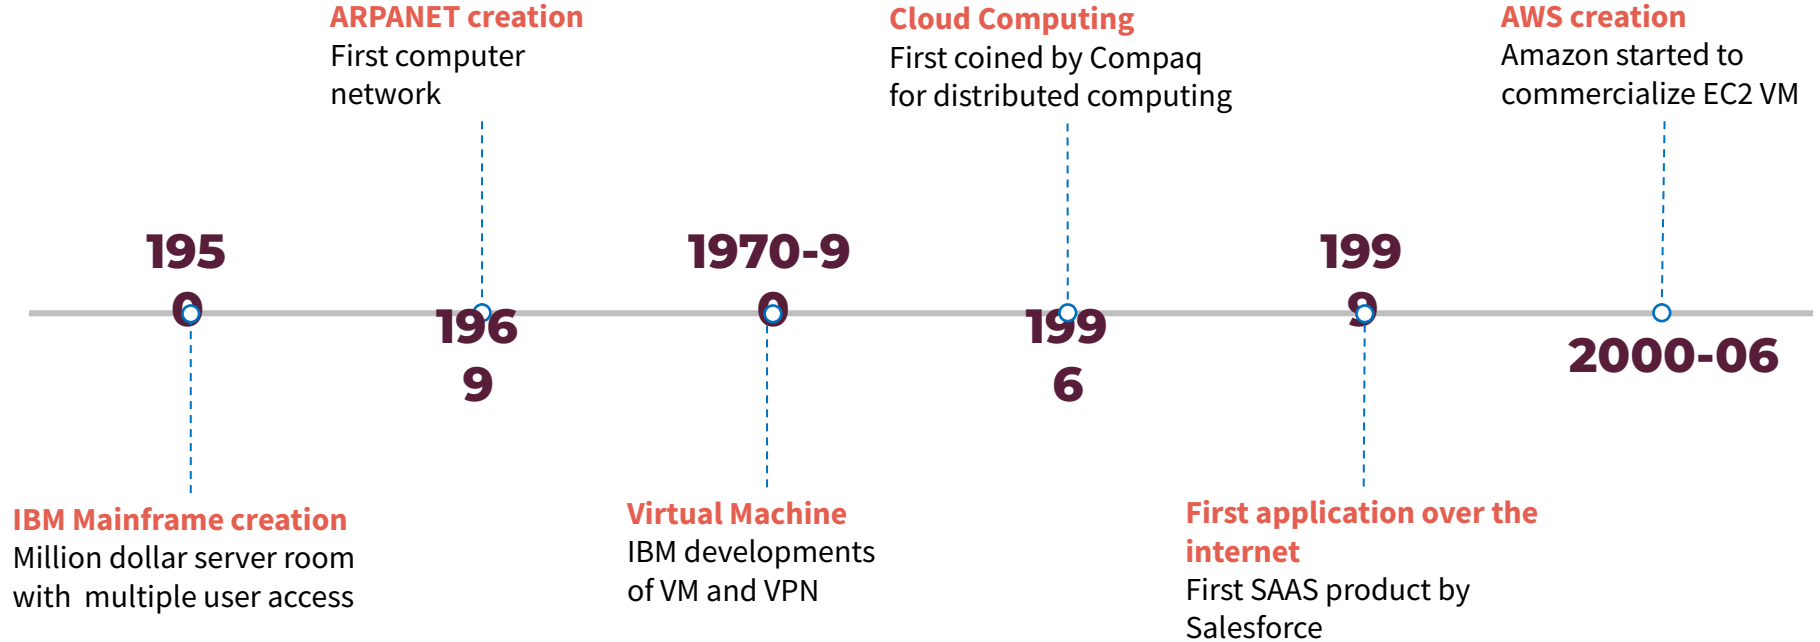 ARPANET creation
First computer
network
Cloud Computing
First coined by Compaq
for distributed computing
AWS creation
Amazon started to
commercialize EC2 VM
195
0
196
9
1970-9
0
199
6
199
9
2000-06
IBM Mainframe creation
Million dollar server room
with  multiple user access
Virtual Machine
IBM developments
of VM and VPN
First application over the
internet
First SAAS product by
Salesforce